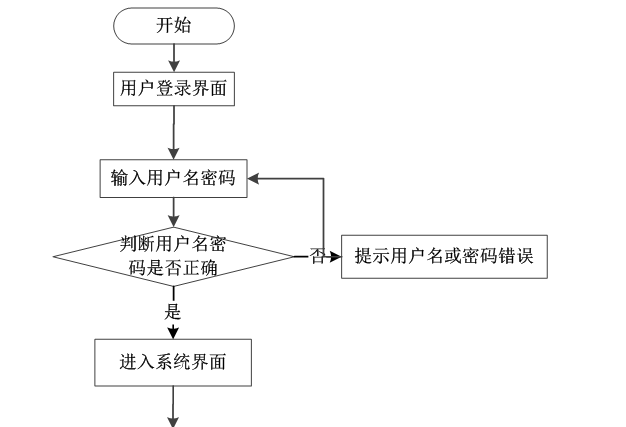 开始
用户登录界面
输入用户名密码
判断用户名密
码是否正确
否
提示用户名或密码错误
是
进入系统界面